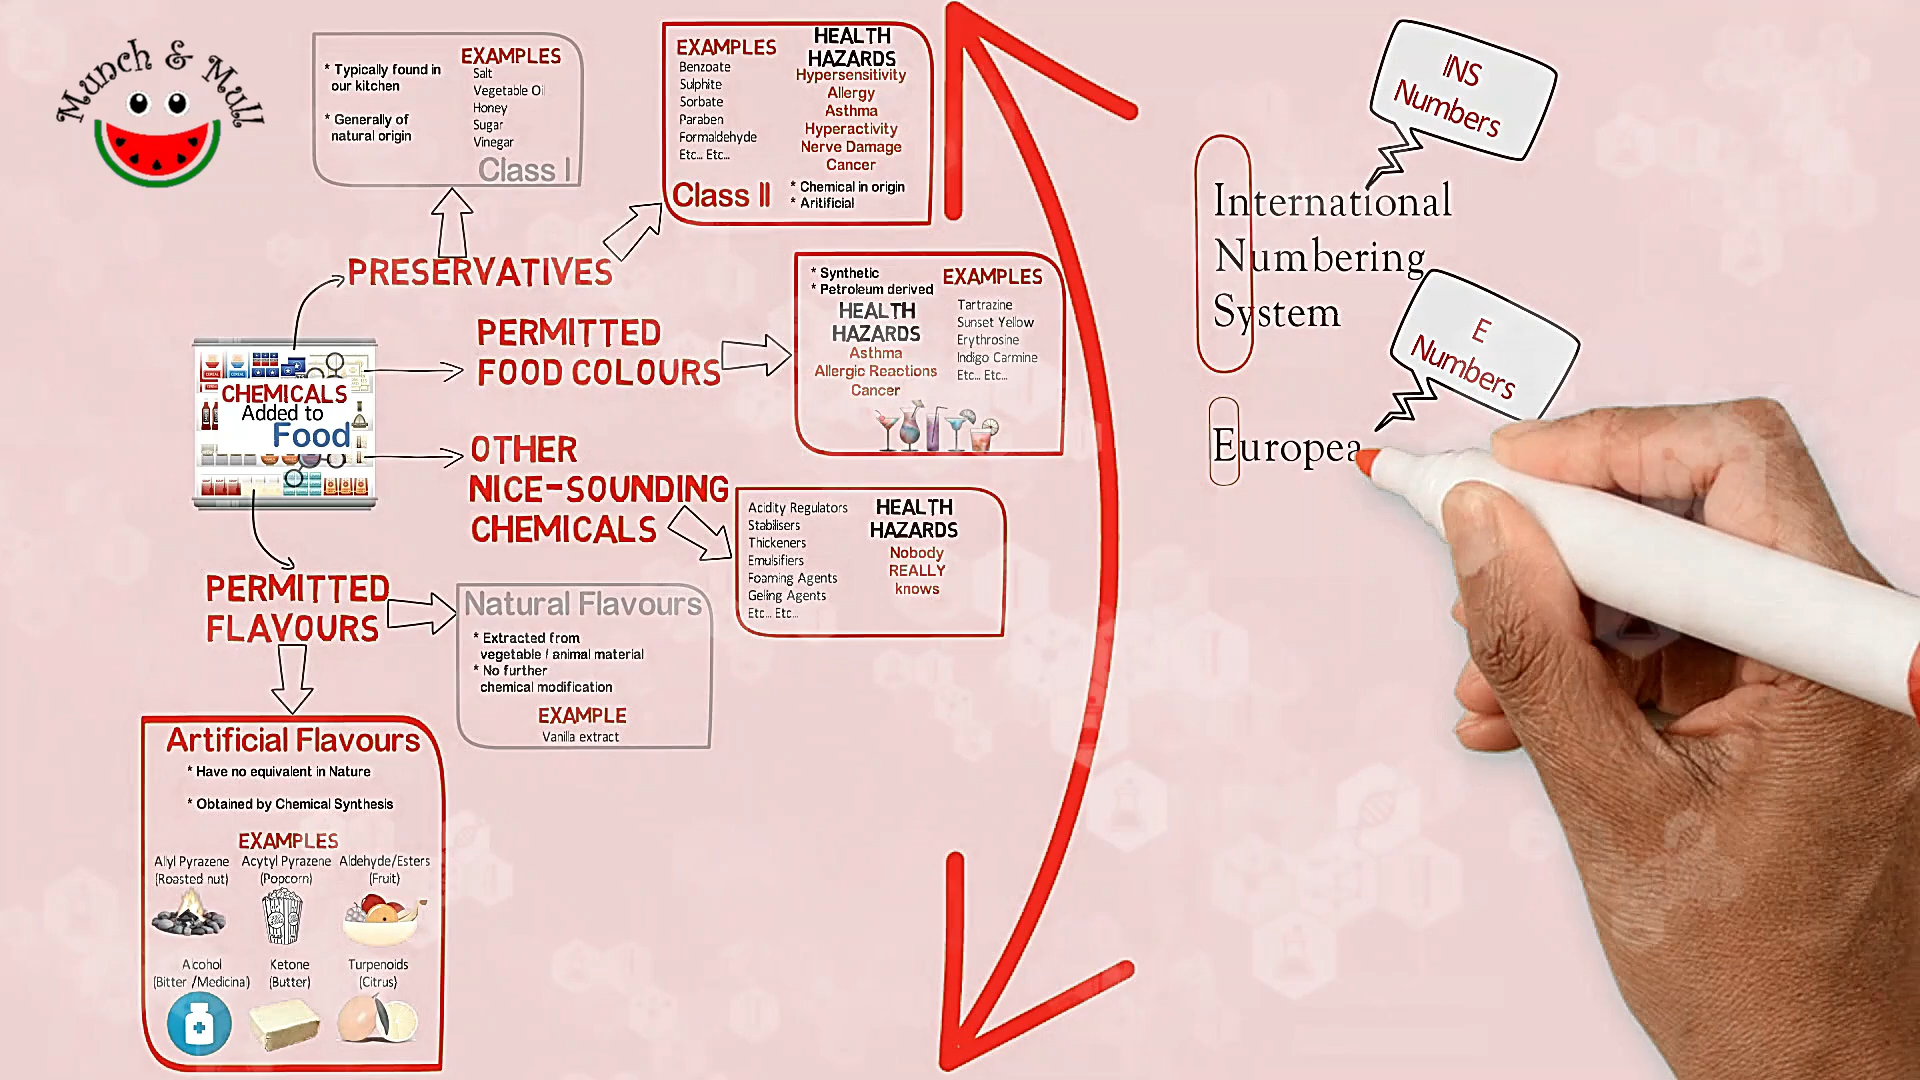 Munch & Mull
* Typically found in
our kitchen
* Generally of
natural origin
EXAMPLES
Salt
Vegetable Oil
Honey
Sugar
Vinegar
Class I
EXAMPLES
Benzoate
Sulphite
Sorbate
Paraben
Formaldehyde
Etc... Etc...
Class II
HEALTH
HAZARDS
Hypersensitivity
Allergy
Asthma
Hyperactivity
Nerve Damage
Cancer
* Chemical in origin
* Aritificial
PRESERVATIVES
PERMITTED
FOOD COLOURS
* Synthetic
* Petroleum derived
HEALTH
HAZARDS
Asthma
Allergic Reactions
Cancer
EXAMPLES
Tartrazine
Sunset Yellow
Erythrosine
Indigo Carmine
Etc... Etc...
CHEMICALS
Added to
Food
OTHER
NICE-SOUNDING
CHEMICALS
Acidity Regulators
Stabilisers
Thickeners
Emulsifiers
Foaming Agents
Geling Agents
Etc... Etc...
HEALTH
HAZARDS
Nobody
REALLY
knows
PERMITTED
FLAVOURS
Natural Flavours
* Extracted from
vegetable / animal material
* No further
chemical modification
EXAMPLE
Vanilla extract
Artificial Flavours
* Have no equivalent in Nature
* Obtained by Chemical Synthesis
EXAMPLES
Allyl Pyrazene
(Roasted nut)
Acytyl Pyrazene
(Popcorn)
Aldehyde/Esters
(Fruit)
Alcohol
(Bitter /Medicina)
Ketone
(Butter)
Turpenoids
(Citrus)
INS
Numbers
International
Numbering
System
E
Numbers
Europea